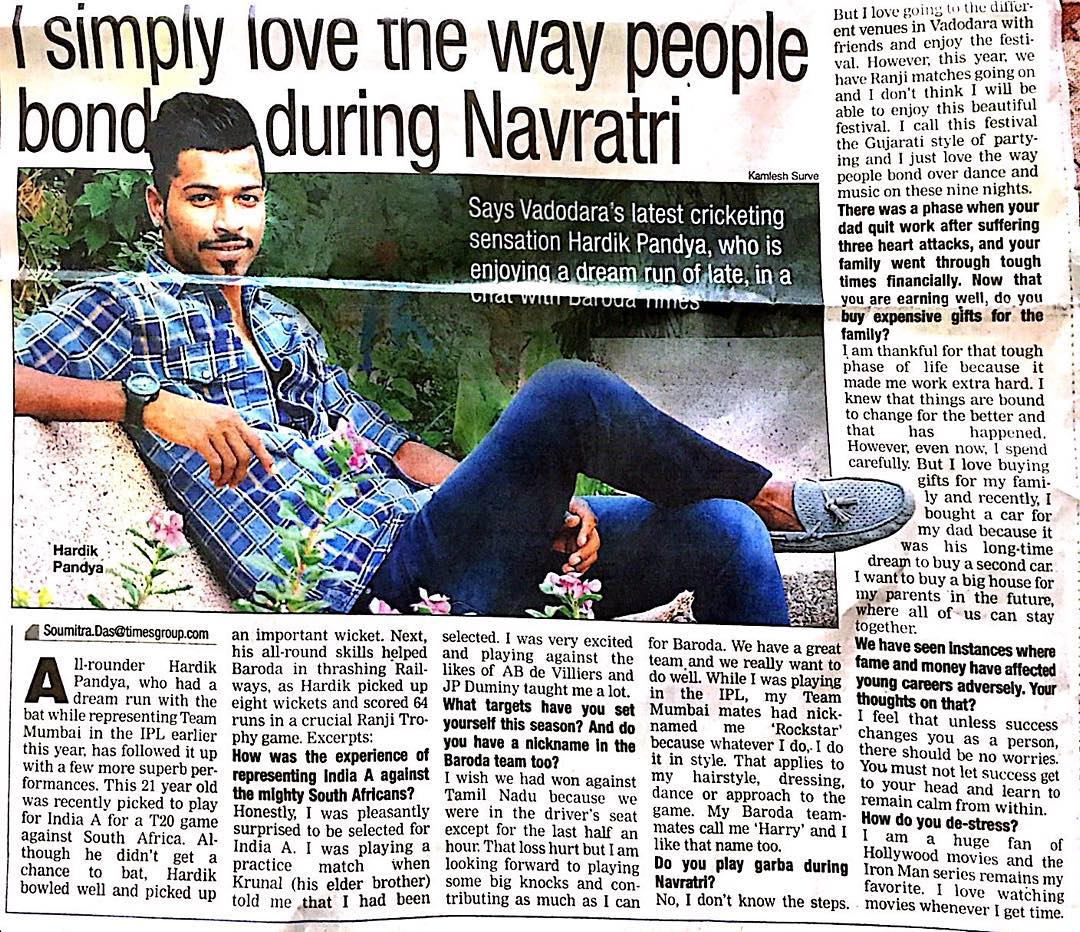 I simply love the way people
bond during Navratri
Kamlesh Surve
Says Vadodara's latest cricketing
sensation Hardik Pandya, who is
enjoying a dream run of late, in a
chat with Baroda Times
Hardik
Pandya
Soumitra.Das@timesgroup.com
All-rounder Hardik
Pandya, who had a
dream run with the
bat while representing Team
Mumbai in the IPL earlier
this year, has followed it up
with a few more superb per-
formances. This 21 year old
was recently picked to play
for India A for a T20 game
against South Africa. Al-
though he didn't get a
chance to bat, Hardik
bowled well and picked up
an important wicket. Next,
his all-round skills helped
Baroda in thrashing Rail-
ways, as Hardik picked up
eight wickets and scored 64
runs in a crucial Ranji Tro-
phy game. Excerpts:
How was the experience of
representing India A against
the mighty South Africans?
Honestly, I was pleasantly
surprised to be selected for
India A. I was playing a
practice match when
Krunal (his elder brother)
told me that I had been
selected. I was very excited
and playing against the
likes of AB de Villiers and
JP Duminy taught me a lot.
What targets have you set
yourself this season? And do
you have a nickname in the
Baroda team too?
I wish we had won against
Tamil Nadu because we
were in the driver's seat
except for the last half an
hour. That loss hurt but I am
looking forward to playing
some big knocks and con-
tributing as much as I can
for Baroda. We have a great
team and we really want to
do well. While I was playing
in the IPL, my Team
Mumbai mates had nick-
named me 'Rockstar'
because whatever I do, I do
it in style. That applies to
my hairstyle, dressing,
dance or approach to the
game. My Baroda team-
mates call me 'Harry' and I
like that name too.
Do you play garba during
Navratri?
No, I don't know the steps.
But I love going to the differ-
ent venues in Vadodara with
friends and enjoy the festi-
val. However, this year, we
have Ranji matches going on
and I don't think I will be
able to enjoy this beautiful
festival. I call this festival
the Gujarati style of party-
ing and I just love the way
people bond over dance and
music on these nine nights.
There was a phase when your
dad quit work after suffering
three heart attacks, and your
family went through tough
times financially. Now that
you are earning well, do you
buy expensive gifts for the
family?
I am thankful for that tough
phase of life because it
made me work extra hard. I
knew that things are bound
to change for the better and
that has happened.
However, even now, I spend
carefully. But I love buying
gifts for my fami-
ly and recently, I
bought a car for
my dad because it
was his long-time
dream to buy a second car.
I want to buy a big house for
my parents in the future,
where all of us can stay
together.
We have seen instances where
fame and money have affected
young careers adversely. Your
thoughts on that?
I feel that unless success
changes you as a person,
there should be no worries.
You must not let success get
to your head and learn to
remain calm from within.
How do you de-stress?
I am a huge fan of
Hollywood movies and the
Iron Man series remains my
favorite. I love watching
movies whenever I get time.